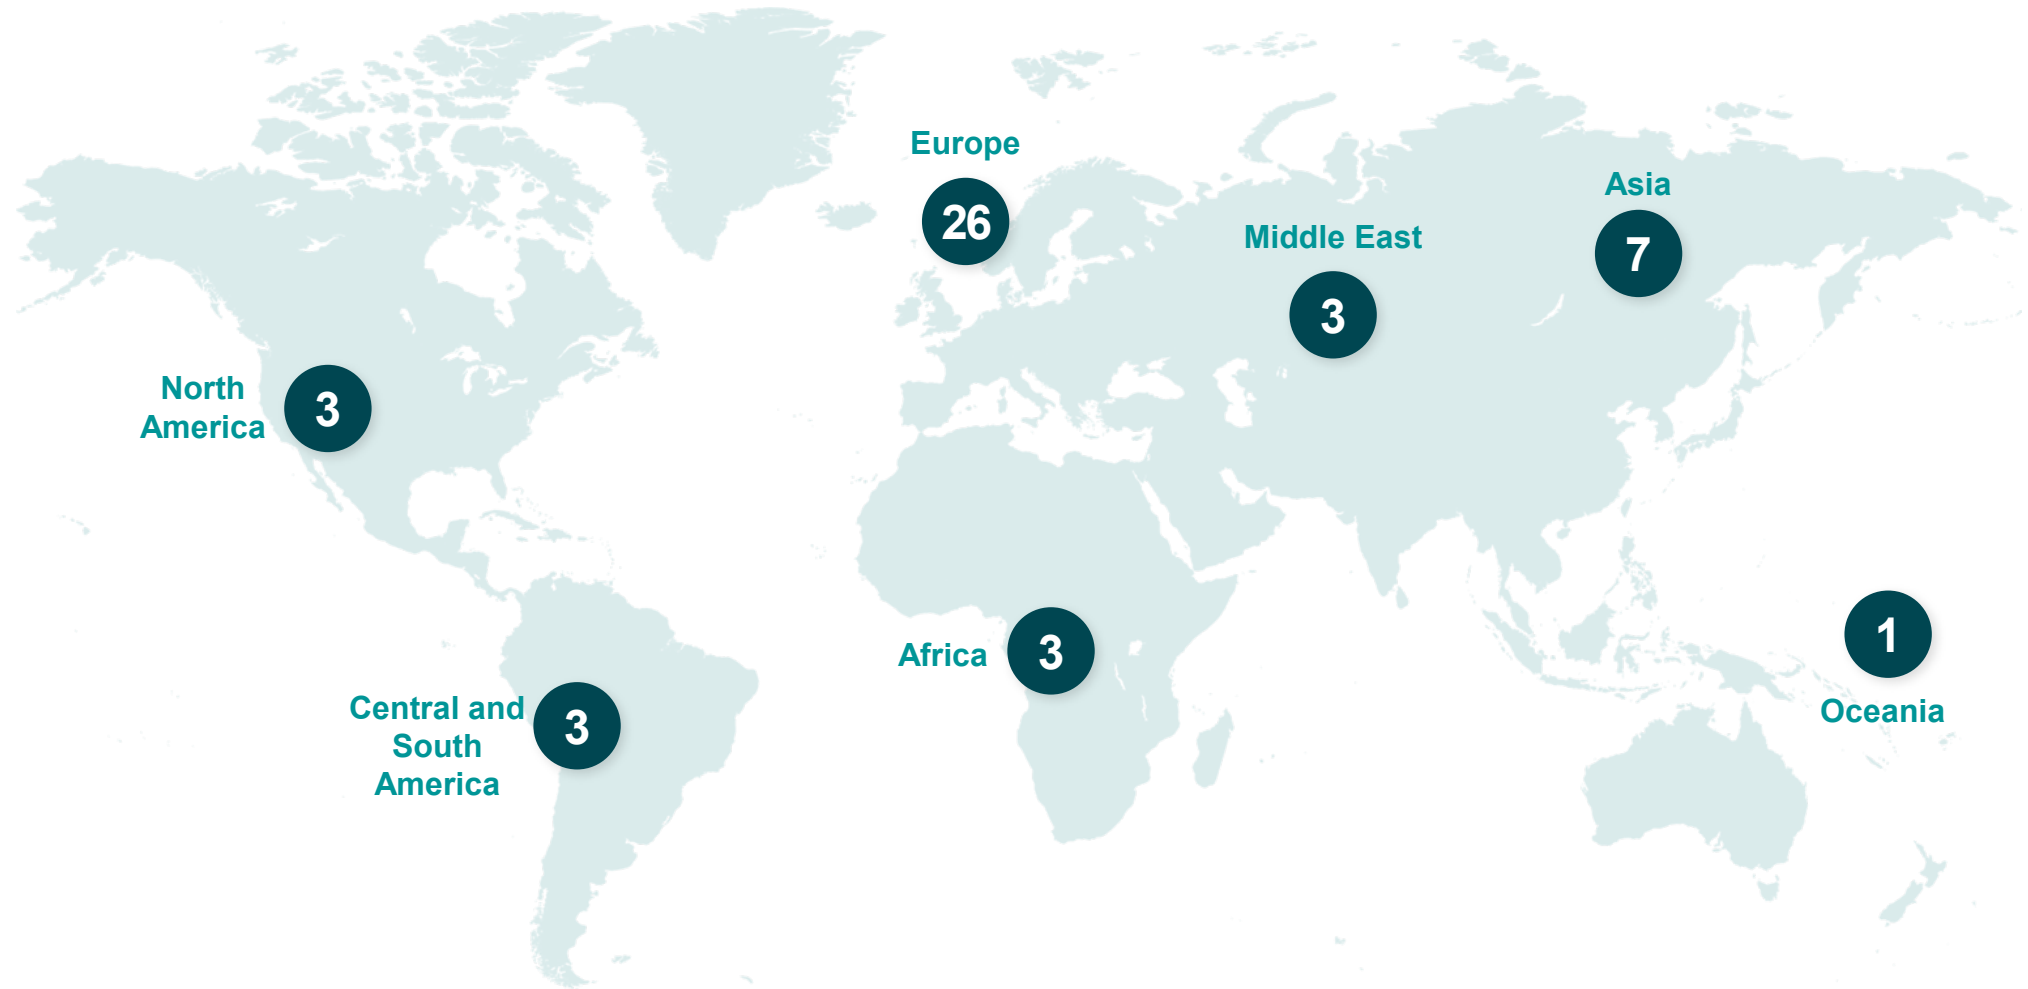 Europe
26
Asia
7
Middle East
3
North
America
3
Africa
3
Central and
South
America
3
1
Oceania